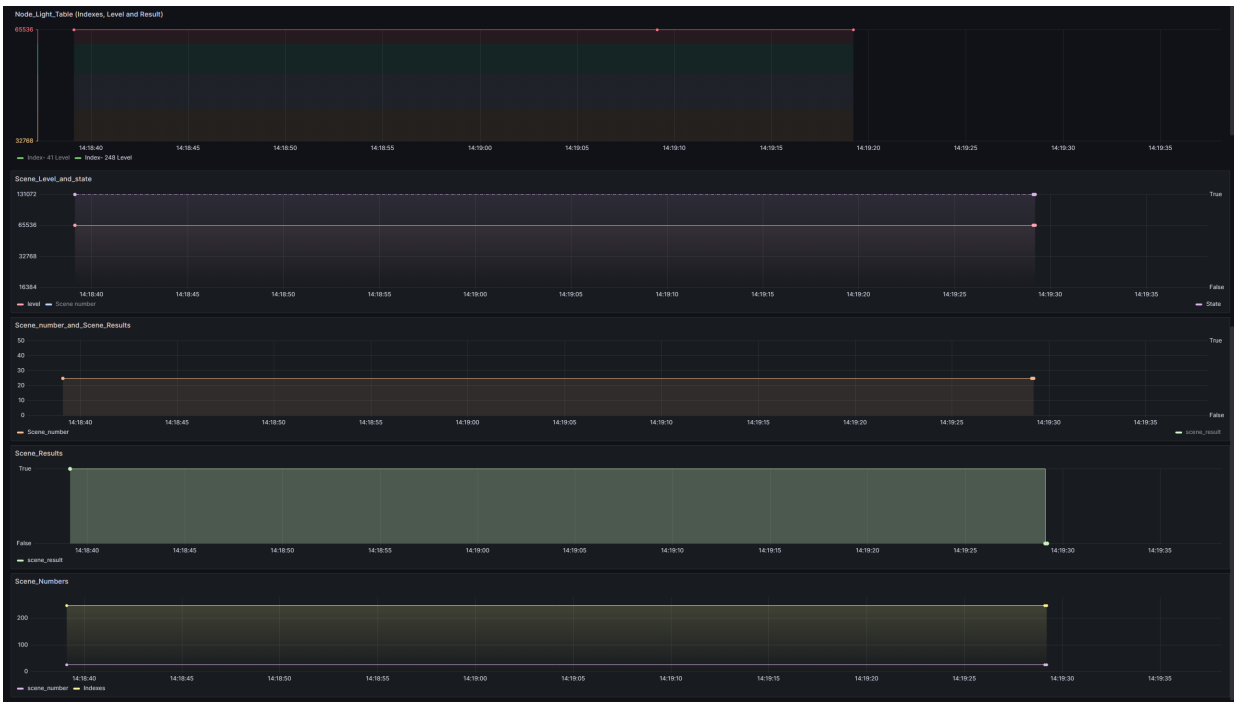 Node_Light_Table (Indexes, Level and Result)
65536
32768
14:18:40 14:18:45 14:18:50 14:18:55 14:19:00 14:19:05 14:19:10 14:19:15 14:19:20 14:19:25 14:19:30 14:19:35
Index- 41 Level Index- 248 Level
Scene_Level_and_state
131072 True
65536
32768
16384 False
14:18:40 14:18:45 14:18:50 14:18:55 14:19:00 14:19:05 14:19:10 14:19:15 14:19:20 14:19:25 14:19:30 14:19:35
level Scene number State
Scene_number_and_Scene_Results
50 True
40
30
20
10
0 False
14:18:40 14:18:45 14:18:50 14:18:55 14:19:00 14:19:05 14:19:10 14:19:15 14:19:20 14:19:25 14:19:30 14:19:35
Scene_number scene_result
Scene_Results
True
False
14:18:40 14:18:45 14:18:50 14:18:55 14:19:00 14:19:05 14:19:10 14:19:15 14:19:20 14:19:25 14:19:30 14:19:35
scene_result
Scene_Numbers
200
100
0
14:18:40 14:18:45 14:18:50 14:18:55 14:19:00 14:19:05 14:19:10 14:19:15 14:19:20 14:19:25 14:19:30 14:19:35
scene_number Indexes